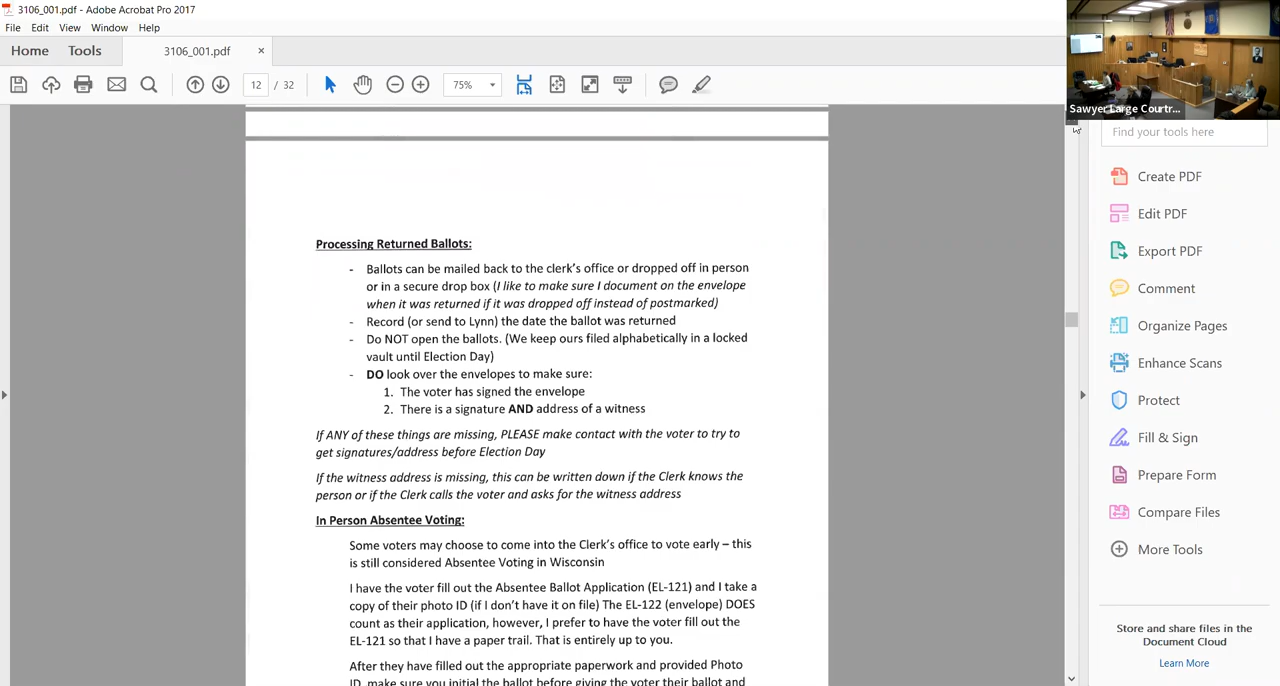 3106_001.pdf - Adobe Acrobat Pro 2017
File Edit View Window Help
Home Tools 3106_001.pdf ×
12 / 32 75%
Sawyer Large Courtr...
Find your tools here
Create PDF
Edit PDF
Export PDF
Comment
Organize Pages
Enhance Scans
Protect
Fill & Sign
Prepare Form
Compare Files
More Tools
Store and share files in the
Document Cloud
Learn More
Processing Returned Ballots:
- Ballots can be mailed back to the clerk's office or dropped off in person
or in a secure drop box (I like to make sure I document on the envelope
when it was returned if it was dropped off instead of postmarked)
- Record (or send to Lynn) the date the ballot was returned
- Do NOT open the ballots. (We keep ours filed alphabetically in a locked
vault until Election Day)
- DO look over the envelopes to make sure:
1. The voter has signed the envelope
2. There is a signature AND address of a witness
If ANY of these things are missing, PLEASE make contact with the voter to try to
get signatures/address before Election Day
If the witness address is missing, this can be written down if the Clerk knows the
person or if the Clerk calls the voter and asks for the witness address
In Person Absentee Voting:
Some voters may choose to come into the Clerk's office to vote early – this
is still considered Absentee Voting in Wisconsin
I have the voter fill out the Absentee Ballot Application (EL-121) and I take a
copy of their photo ID (if I don't have it on file) The EL-122 (envelope) DOES
count as their application, however, I prefer to have the voter fill out the
EL-121 so that I have a paper trail. That is entirely up to you.
After they have filled out the appropriate paperwork and provided Photo
ID, make sure you initial the ballot before giving the voter their ballot and